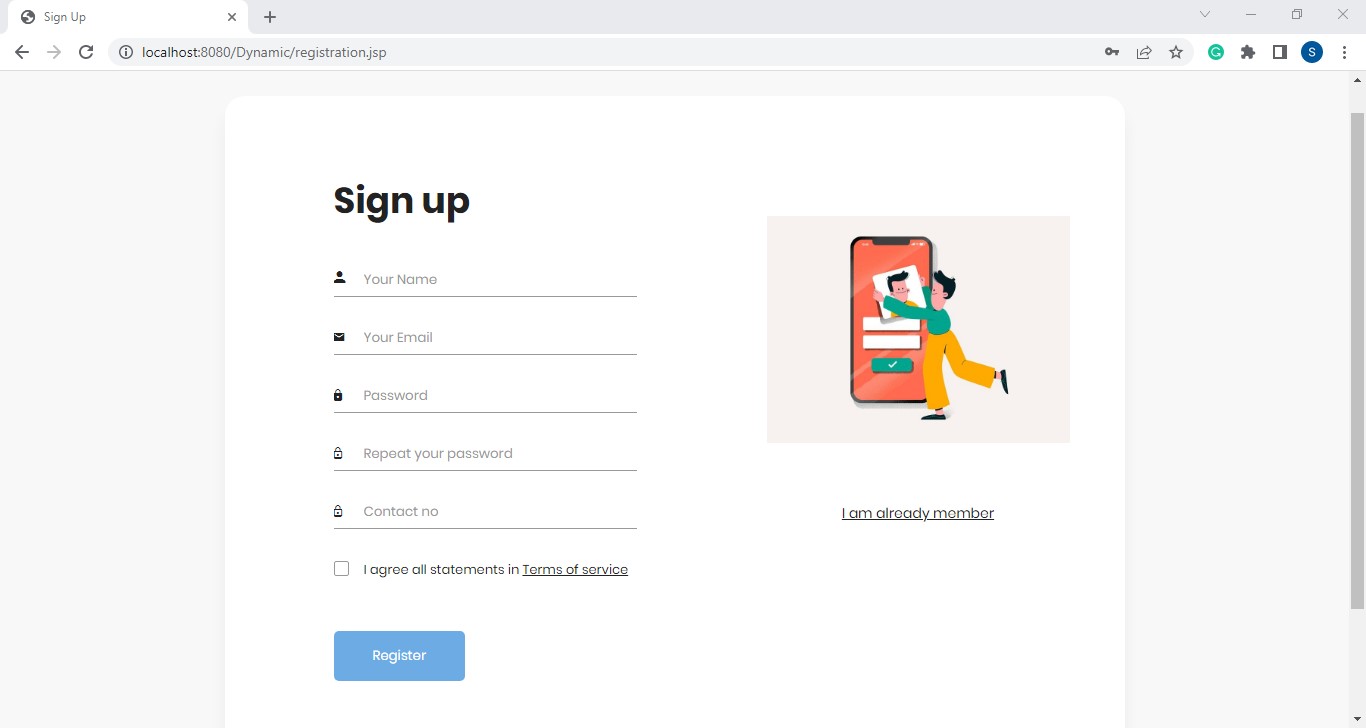 Sign Up
localhost:8080/Dynamic/registration.jsp
S
Sign up
Your Name
Your Email
Password
Repeat your password
Contact no
I agree all statements in Terms of service
Register
I am already member